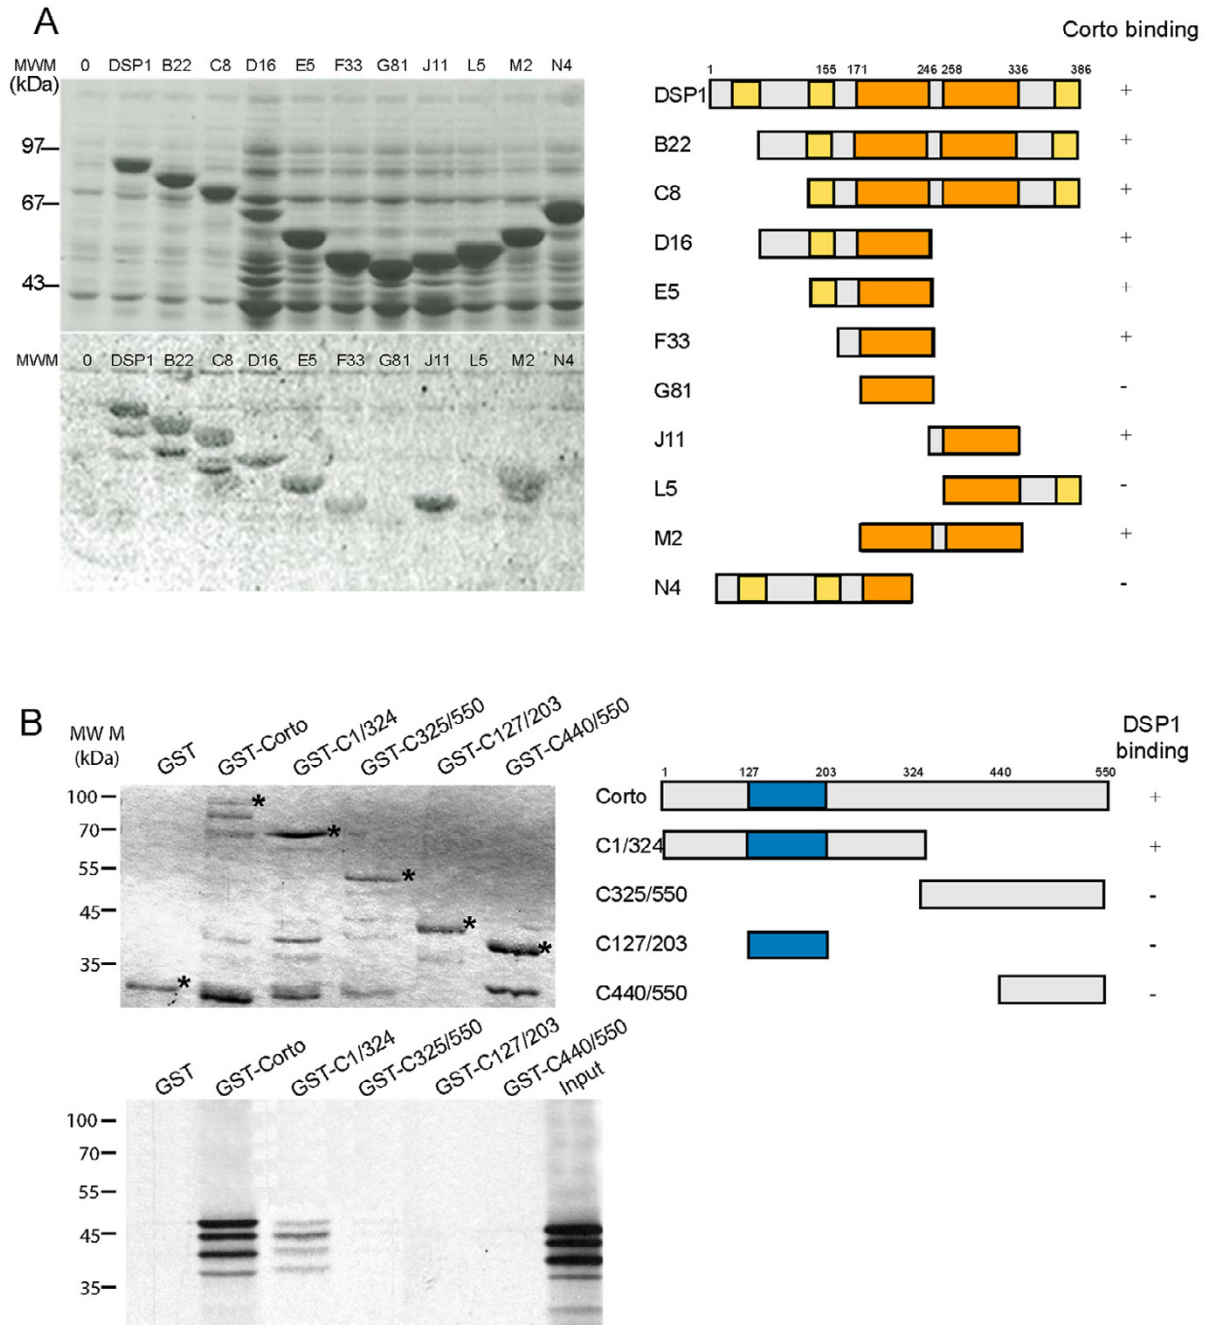 A
Corto binding
MWM 0 DSP1 B22 C8 D16 E5 F33 G81 J11 L5 M2 N4
(kDa)
97
67
43
MWM 0 DSP1 B22 C8 D16 E5 F33 G81 J11 L5 M2 N4
1 155 171 246 258 336 386
DSP1 +
B22 +
C8 +
D16 +
E5 +
F33 +
G81 -
J11 +
L5 -
M2 +
N4 -
B
MW M
(kDa)
GST GST-Corto GST-C1/324 GST-C325/550 GST-C127/203 GST-C440/550
100
70
55
45
35
* * * * * *
DSP1
binding
1 127 203 324 440 550
Corto +
C1/324 +
C325/550 -
C127/203 -
C440/550 -
GST GST-Corto GST-C1/324 GST-C325/550 GST-C127/203 GST-C440/550 Input
100
70
55
45
35